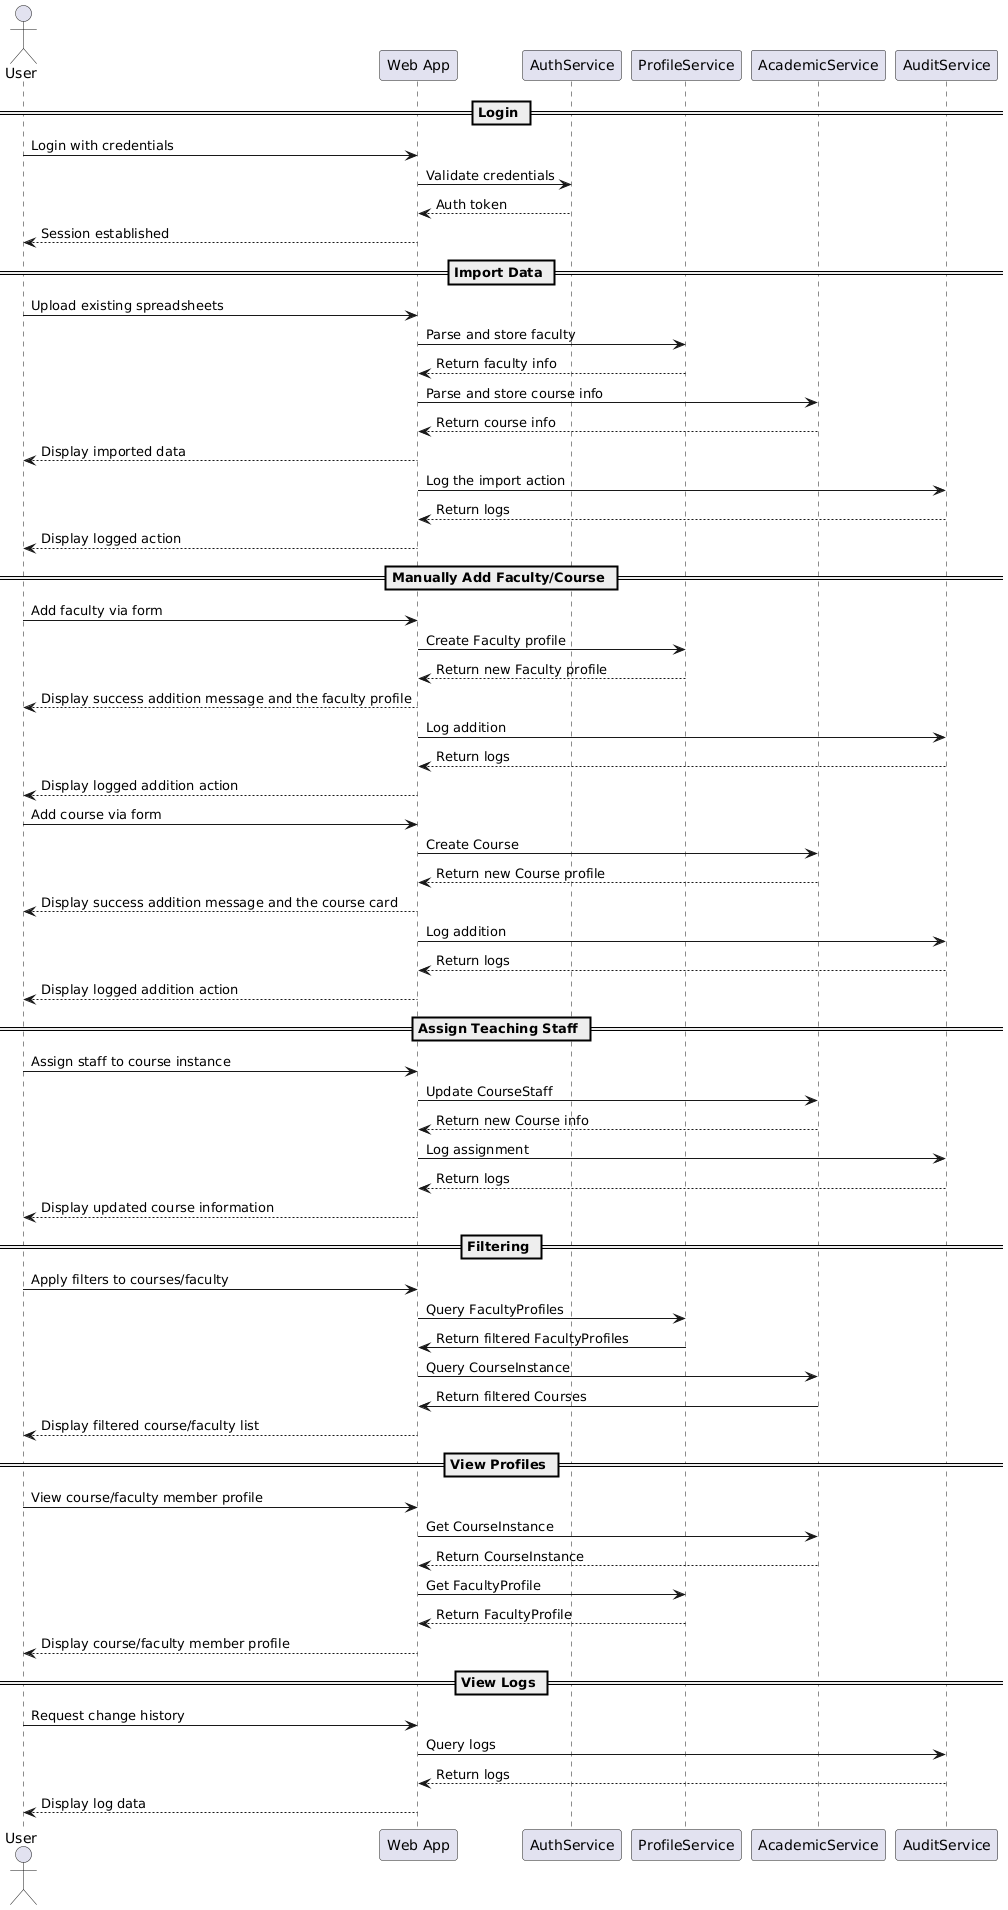 User
Web App
AuthService
ProfileService
AcademicService
AuditService
Login
Login with credentials
Validate credentials
Auth token
Session established
Import Data
Upload existing spreadsheets
Parse and store faculty
Return faculty info
Parse and store course info
Return course info
Display imported data
Log the import action
Return logs
Display logged action
Manually Add Faculty/Course
Add faculty via form
Create Faculty profile
Return new Faculty profile
Display success addition message and the faculty profile
Log addition
Return logs
Display logged addition action
Add course via form
Create Course
Return new Course profile
Display success addition message and the course card
Log addition
Return logs
Display logged addition action
Assign Teaching Staff
Assign staff to course instance
Update CourseStaff
Return new Course info
Log assignment
Return logs
Display updated course information
Filtering
Apply filters to courses/faculty
Query FacultyProfiles
Return filtered FacultyProfiles
Query CourseInstance
Return filtered Courses
Display filtered course/faculty list
View Profiles
View course/faculty member profile
Get CourseInstance
Return CourseInstance
Get FacultyProfile
Return FacultyProfile
Display course/faculty member profile
View Logs
Request change history
Query logs
Return logs
Display log data
User
Web App
AuthService
ProfileService
AcademicService
AuditService